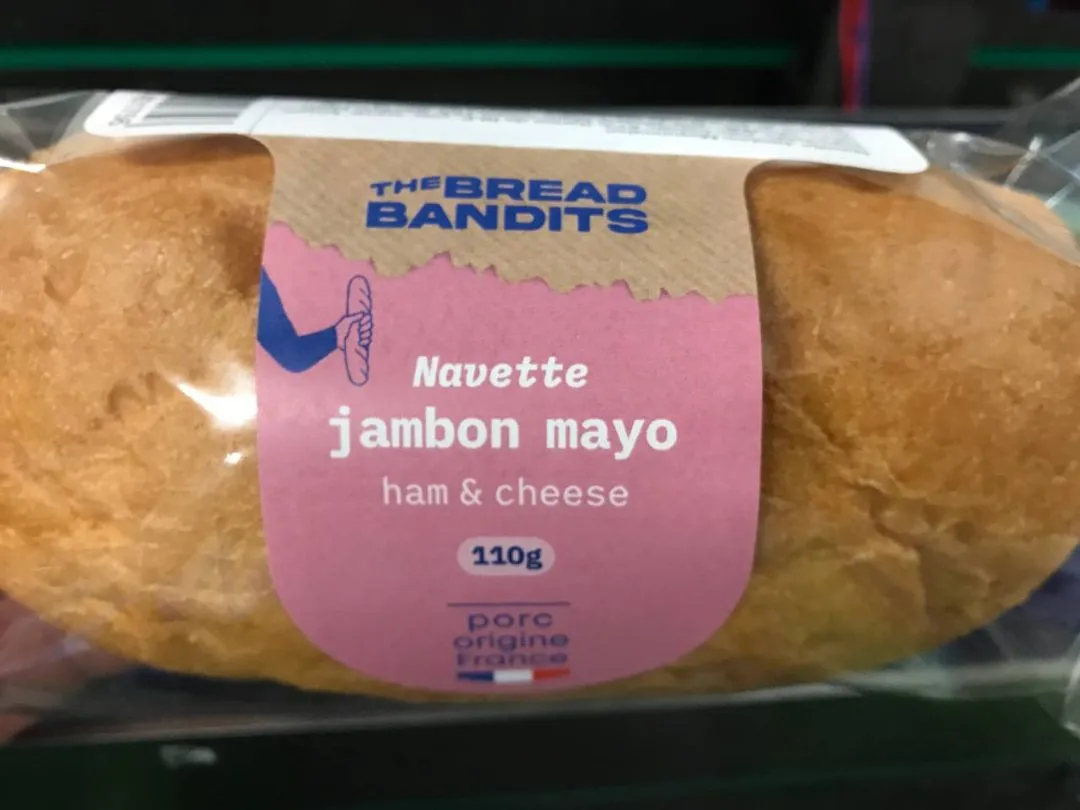 THE BREAD
BANDITS
Navette
jambon mayo
ham & cheese
110g
porc
origine
France